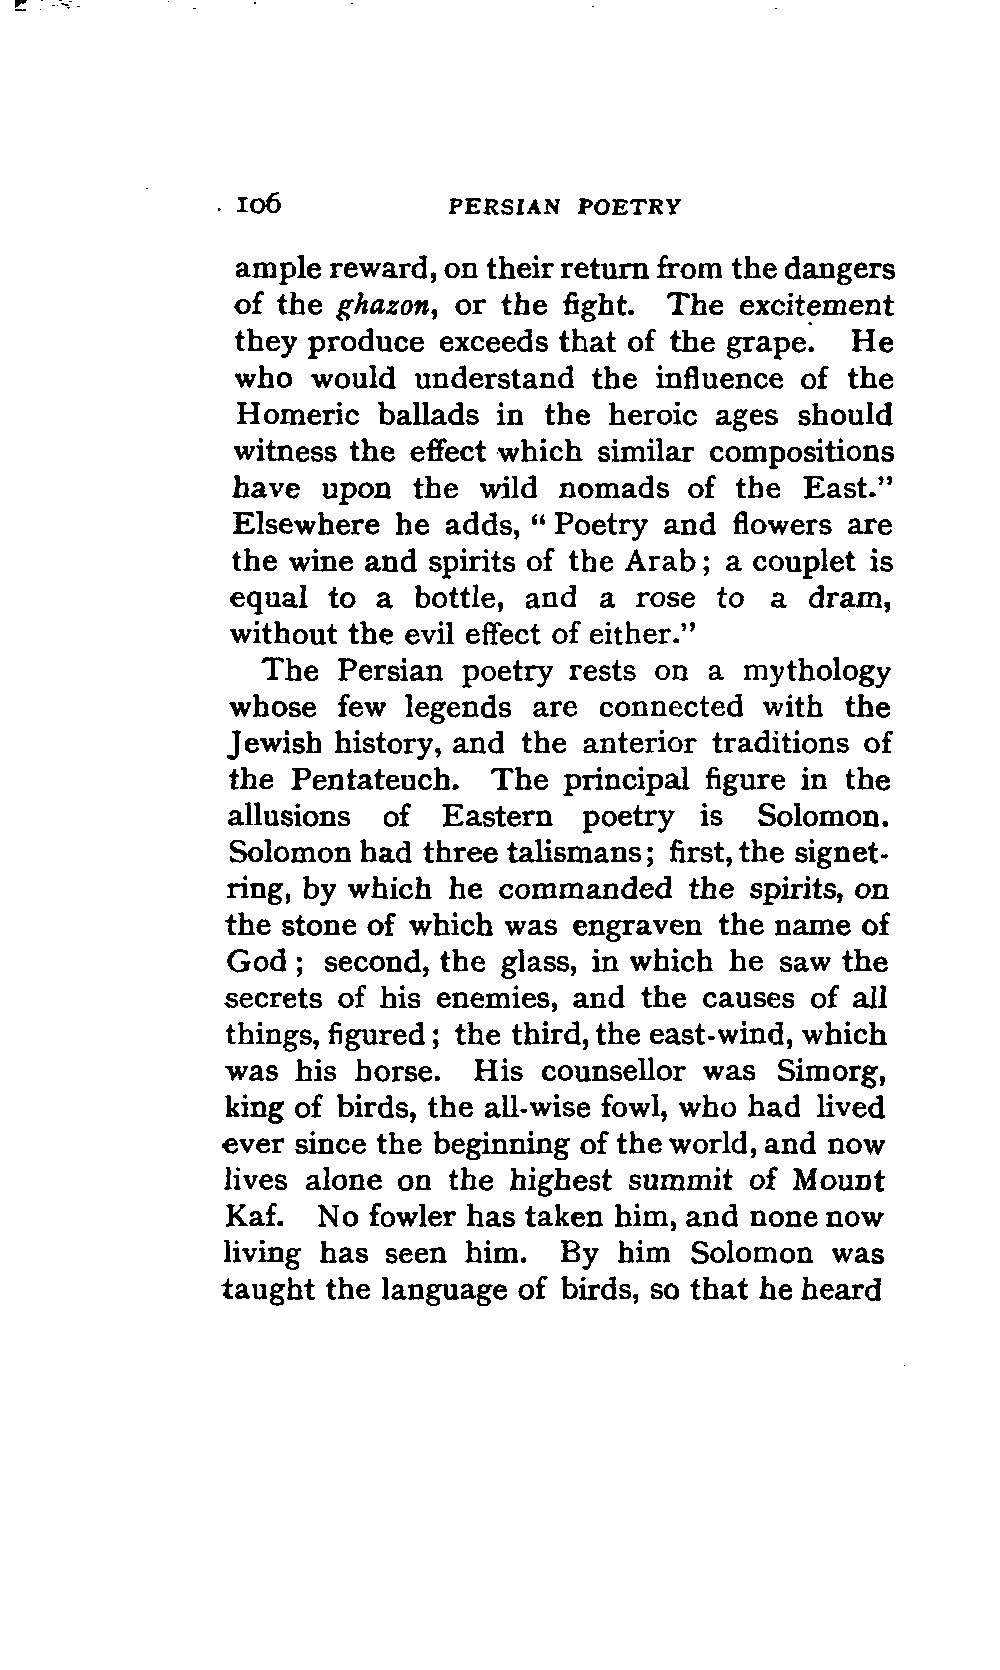 106 PERSIAN POETRY
ample reward, on their return from the dangers
of the ghazon, or the fight. The excitement
they produce exceeds that of the grape. He
who would understand the influence of the
Homeric ballads in the heroic ages should
witness the effect which similar compositions
have upon the wild nomads of the East."
Elsewhere he adds, "Poetry and flowers are
the wine and spirits of the Arab; a couplet is
equal to a bottle, and a rose to a dram,
without the evil effect of either."
The Persian poetry rests on a mythology
whose few legends are connected with the
Jewish history, and the anterior traditions of
the Pentateuch. The principal figure in the
allusions of Eastern poetry is Solomon.
Solomon had three talismans; first, the signet-
ring, by which he commanded the spirits, on
the stone of which was engraven the name of
God; second, the glass, in which he saw the
secrets of his enemies, and the causes of all
things, figured; the third, the east-wind, which
was his horse. His counsellor was Simorg,
king of birds, the all-wise fowl, who had lived
ever since the beginning of the world, and now
lives alone on the highest summit of Mount
Kaf. No fowler has taken him, and none now
living has seen him. By him Solomon was
taught the language of birds, so that he heard